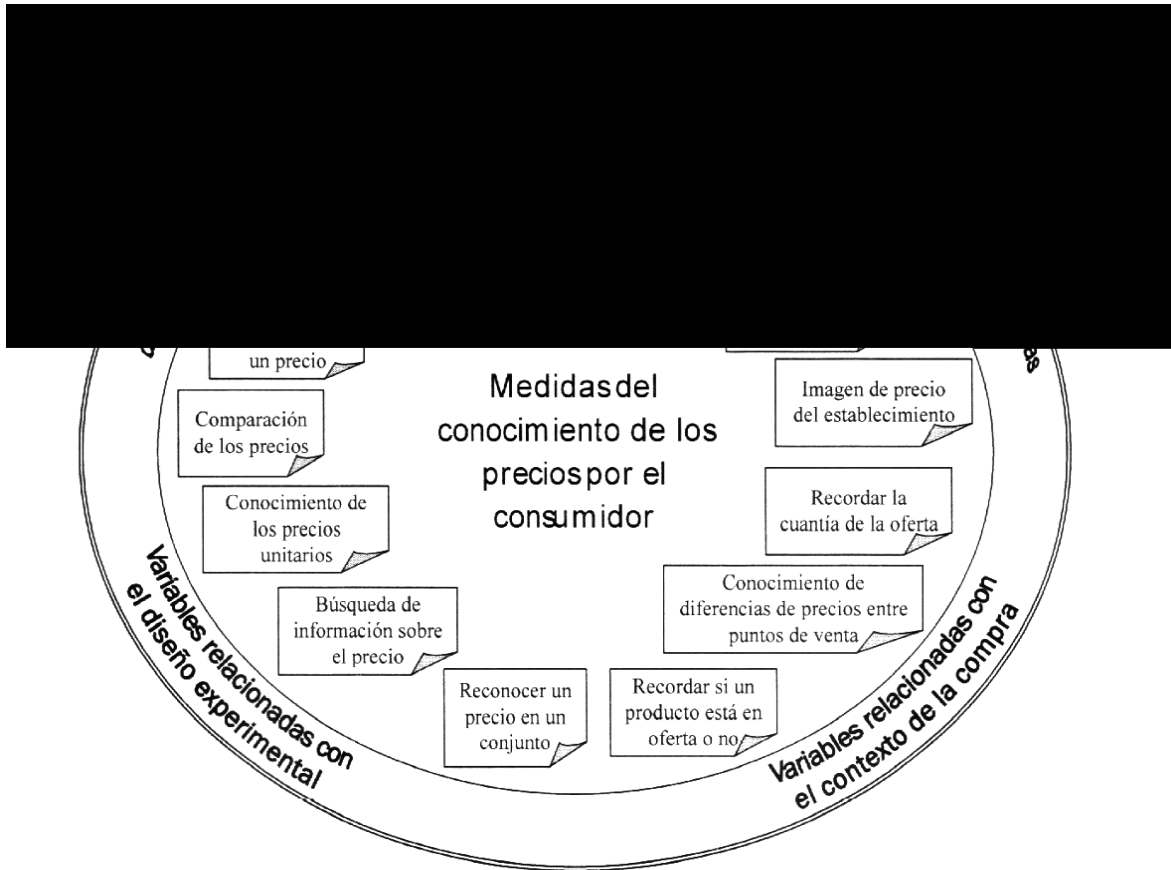 un precio
Medidas del
conocimiento de los
precios por el
consumidor
Imagen de precio
del establecimiento
Comparación
de los precios
Conocimiento de
los precios
unitarios
Recordar la
cuantía de la oferta
Búsqueda de
información sobre
el precio
Conocimiento de
diferencias de precios entre
puntos de venta
Reconocer un
precio en un
conjunto
Recordar si un
producto está en
oferta o no
Variables relacionadas con
el diseño experimental
Variables relacionadas con
el contexto de la compra